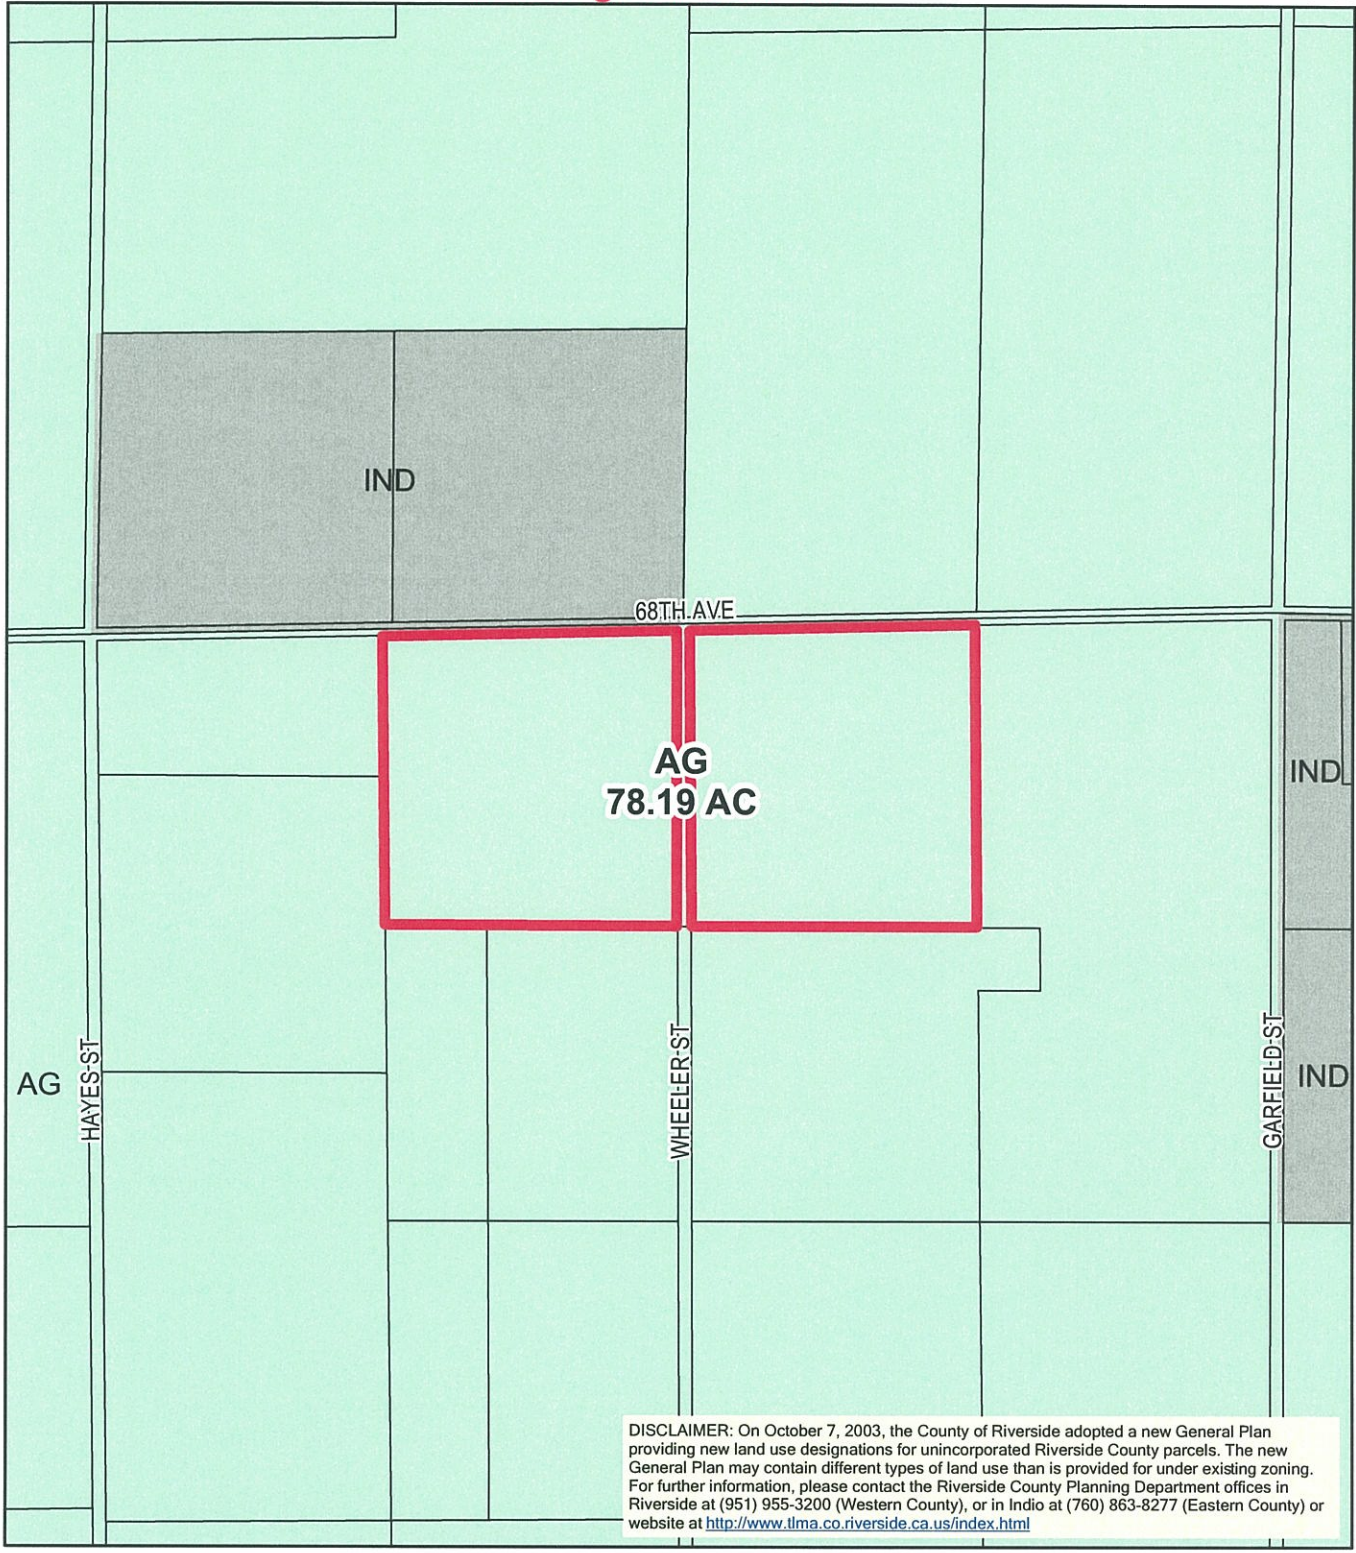 IND
68TH AVE
AG
78.19 AC
IND
AG
HAYES ST
WHEELER ST
GARFIELD ST
IND
DISCLAIMER: On October 7, 2003, the County of Riverside adopted a new General Plan
providing new land use designations for unincorporated Riverside County parcels. The new
General Plan may contain different types of land use than is provided for under existing zoning.
For further information, please contact the Riverside County Planning Department offices in
Riverside at (951) 955-3200 (Western County), or in Indio at (760) 863-8277 (Eastern County) or
website at http://www.tlma.co.riverside.ca.us/index.html